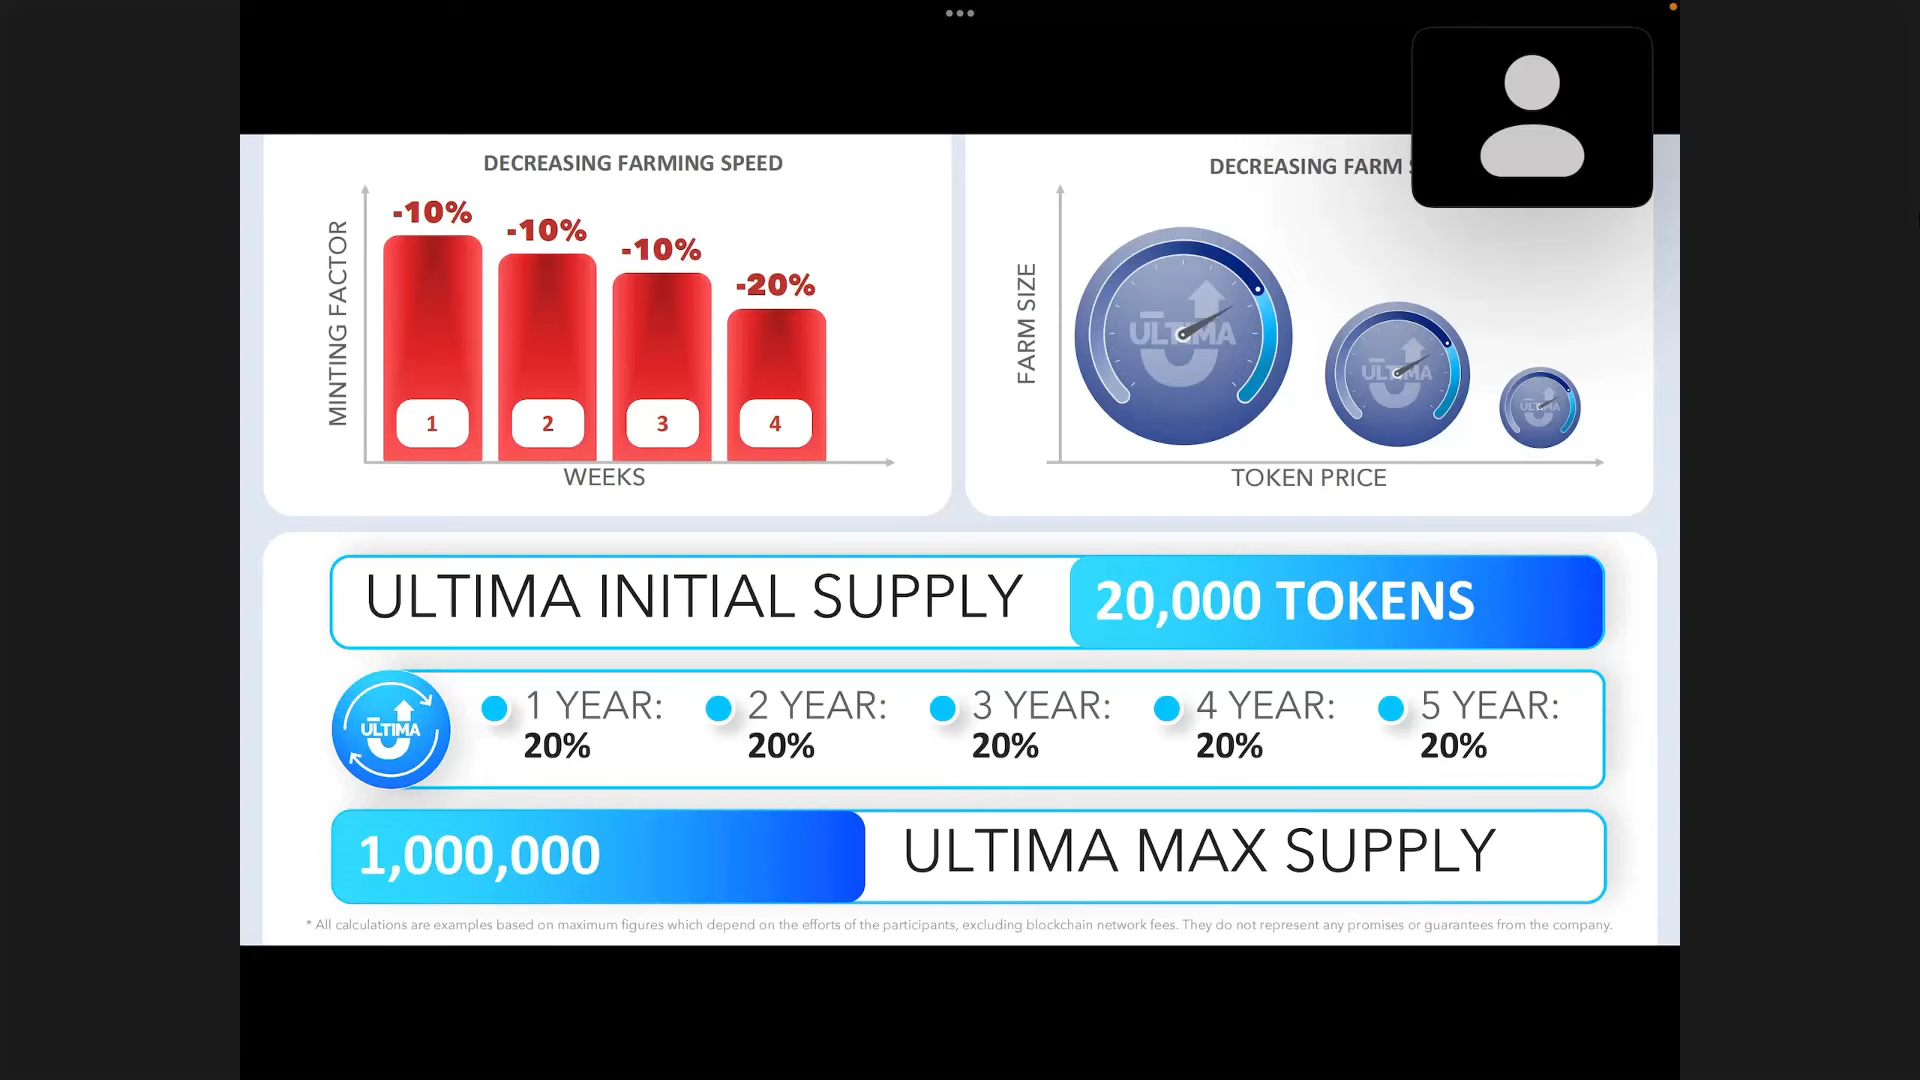 DECREASING FARMING SPEED
MINTING FACTOR
-10%
-10%
-10%
-20%
1
2
3
4
WEEKS
DECREASING FARM
FARM SIZE
ULTIMA
ULTIMA
ULTIMA
TOKEN PRICE
ULTIMA INITIAL SUPPLY
20,000 TOKENS
ULTIMA
1 YEAR:
20%
2 YEAR:
20%
3 YEAR:
20%
4 YEAR:
20%
5 YEAR:
20%
1,000,000
ULTIMA MAX SUPPLY
* All calculations are examples based on maximum figures which depend on the efforts of the participants, excluding blockchain network fees. They do not represent any promises or guarantees from the company.